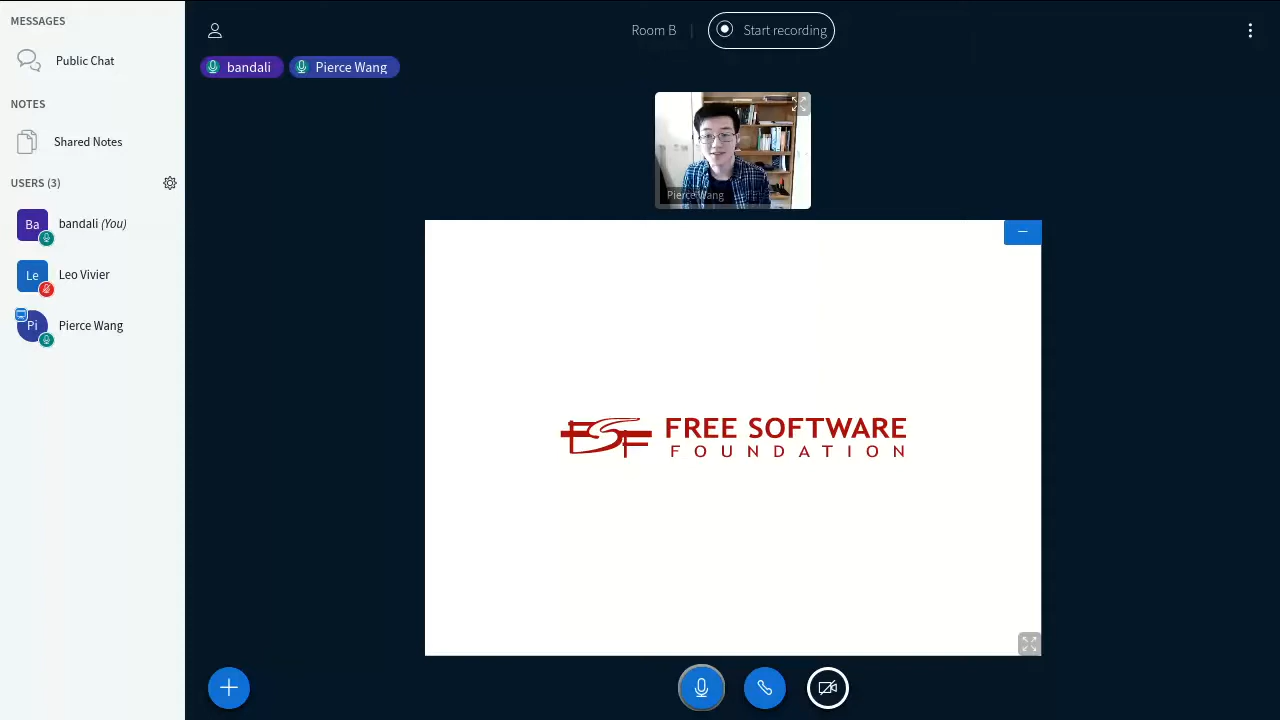 MESSAGES
Public Chat
NOTES
Shared Notes
USERS (3)
Ba
bandali (You)
Le
Leo Vivier
Pi
Pierce Wang
Room B
Start recording
bandali
Pierce Wang
Pierce Wang
FSF
FREE SOFTWARE
FOUNDATION